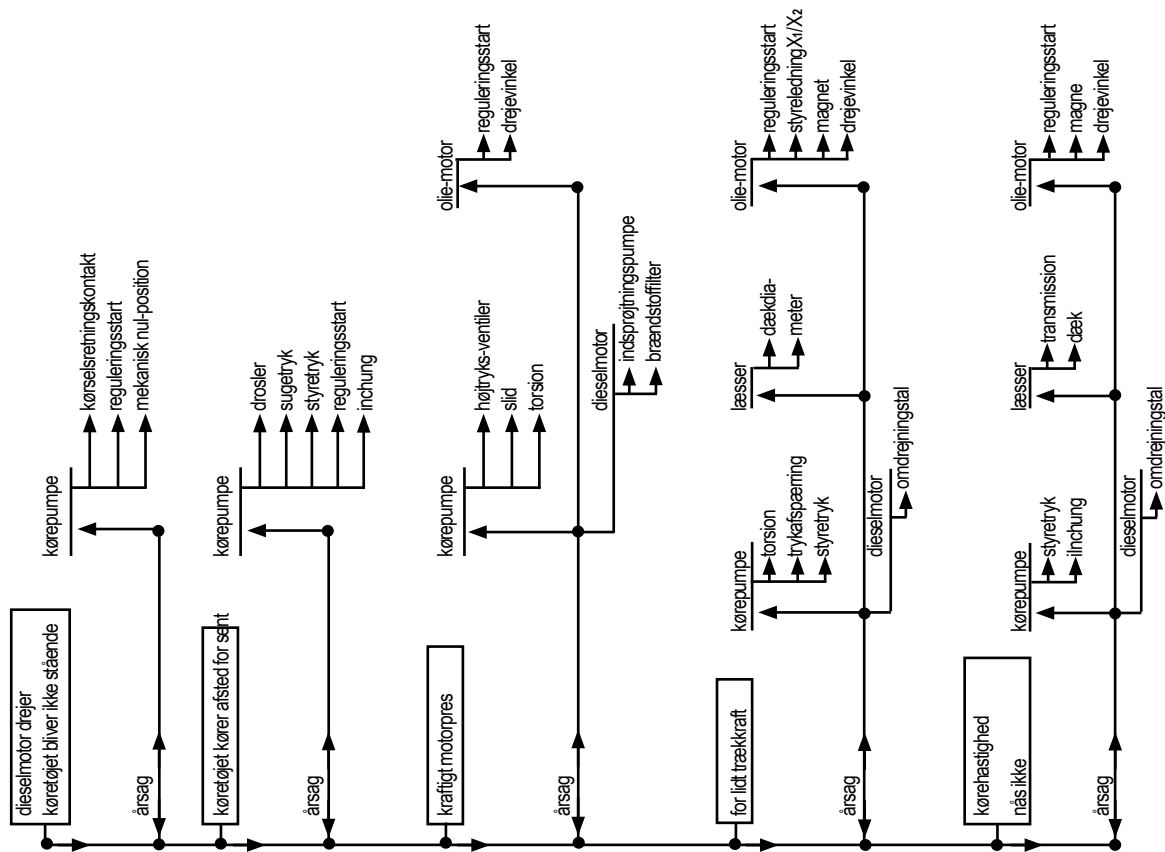 dieselmotor drejer
køretøjet bliver ikke stående
årsag
kørepumpe
kørselsretningskontakt
reguleringsstart
mekanisk nul-position
køretøjet kører afsted for sent
årsag
kørepumpe
drosler
sugetryk
styretryk
reguleringsstart
inchung
kraftigt motorpres
årsag
kørepumpe
højtryks-ventiler
slid
torsion
dieselmotor
indsprøjtningspumpe
brændstoffilter
olie-motor
reguleringsstart
drejevinkel
for lidt trækkraft
årsag
kørepumpe
torsion
trykafspærring
styretryk
dieselmotor
omdrejningstal
læsser
dækdia-
meter
olie-motor
reguleringsstart
styreledning X1/X2
magnet
drejevinkel
kørehastighed
nås ikke
årsag
kørepumpe
styretryk
ilnchung
dieselmotor
omdrejningstal
læsser
transmission
dæk
olie-motor
reguleringsstart
magne
drejevinkel